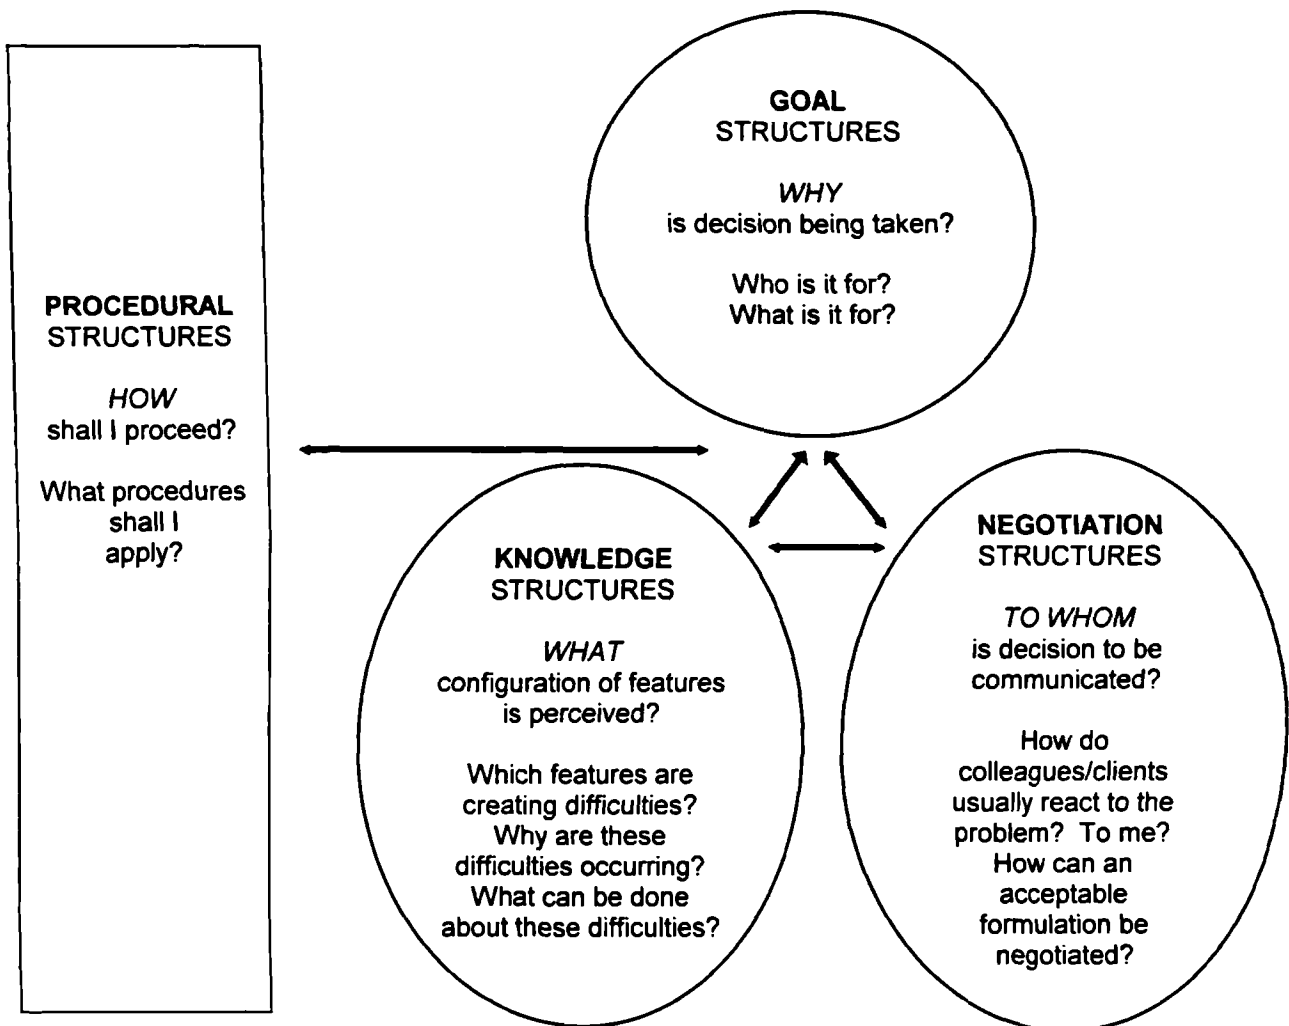 PROCEDURAL
STRUCTURES
HOW
shall I proceed?
What procedures
shall I
apply?
GOAL
STRUCTURES
WHY
is decision being taken?
Who is it for?
What is it for?
KNOWLEDGE
STRUCTURES
WHAT
configuration of features
is perceived?
Which features are
creating difficulties?
Why are these
difficulties occurring?
What can be done
about these difficulties?
NEGOTIATION
STRUCTURES
TO WHOM
is decision to be
communicated?
How do
colleagues/clients
usually react to the
problem? To me?
How can an
acceptable
formulation be
negotiated?